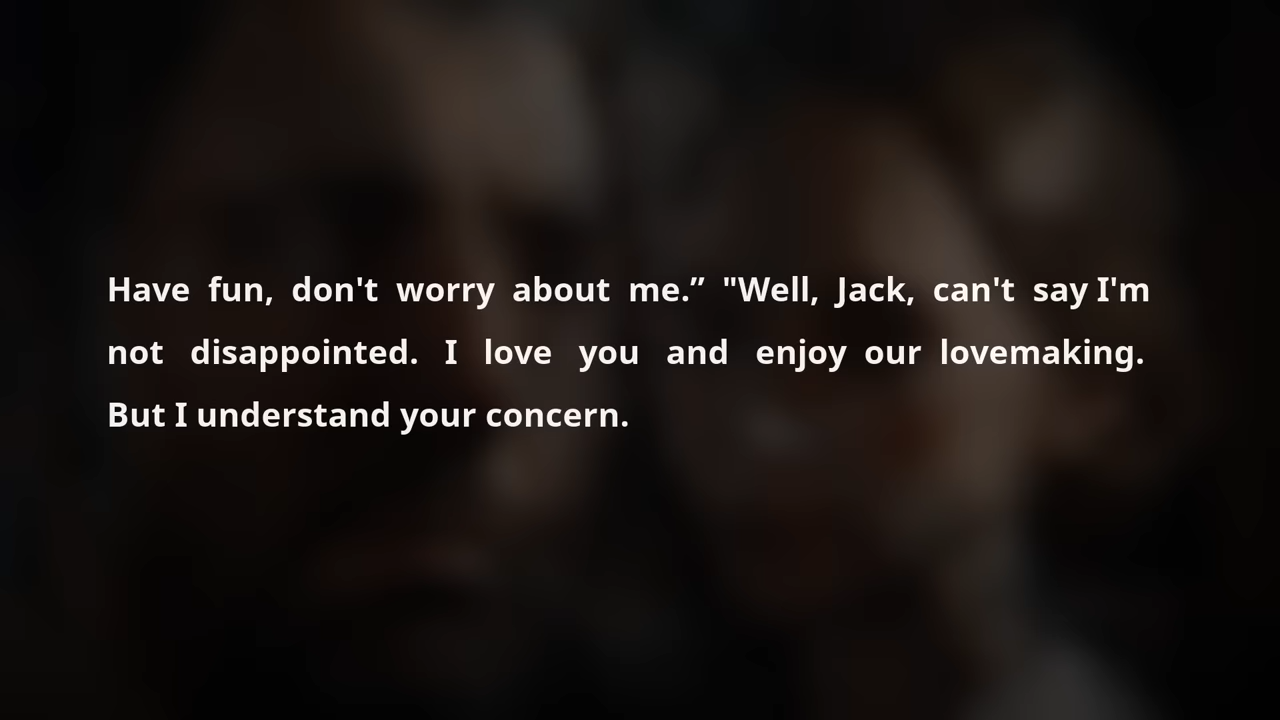 Have fun, don't worry about me.” "Well, Jack, can't say I'm
not disappointed. I love you and enjoy our lovemaking.
But I understand your concern.